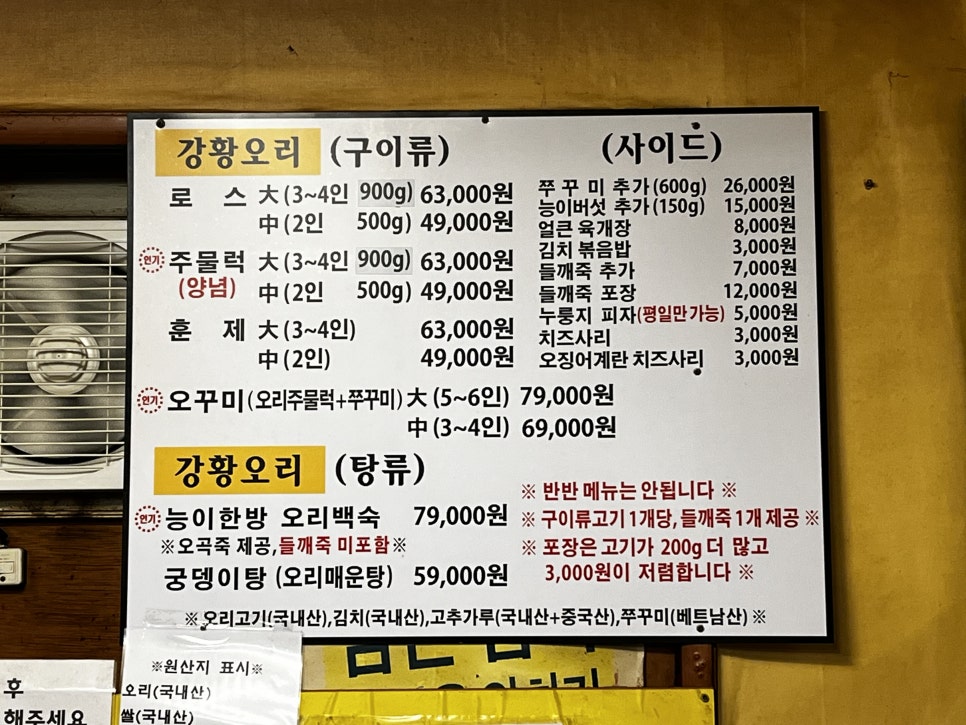 강황오리 (구이류)
로 스 大 (3~4인 900g) 63,000원
中 (2인 500g) 49,000원
인기 주물럭 大 (3~4인 900g) 63,000원
(양념) 中 (2인 500g) 49,000원
훈 제 大 (3~4인) 63,000원
中 (2인) 49,000원
인기 오꾸미 (오리주물럭+쭈꾸미) 大 (5~6인) 79,000원
中 (3~4인) 69,000원
(사이드)
쭈 꾸 미 추가 (600g) 26,000원
능이버섯 추가 (150g) 15,000원
얼큰 육개장 8,000원
김치 볶음밥 3,000원
들깨죽 추가 7,000원
들깨죽 포장 12,000원
누룽지 피자(평일만 가능) 5,000원
치즈사리 3,000원
오징어계란 치즈사리 3,000원
강황오리 (탕류)
인기 능이한방 오리백숙 79,000원
※오곡죽 제공,들깨죽 미포함※
궁뎅이탕 (오리매운탕) 59,000원
※ 반반 메뉴는 안됩니다 ※
※ 구이류고기 1개당, 들깨죽 1개 제공 ※
※ 포장은 고기가 200g 더 많고
3,000원이 저렴합니다 ※
※ 오리고기(국내산),김치(국내산),고추가루(국내산+중국산),쭈꾸미(베트남산) ※
※원산지 표시※
오리(국내산)
쌀(국내산)
후
해주세요